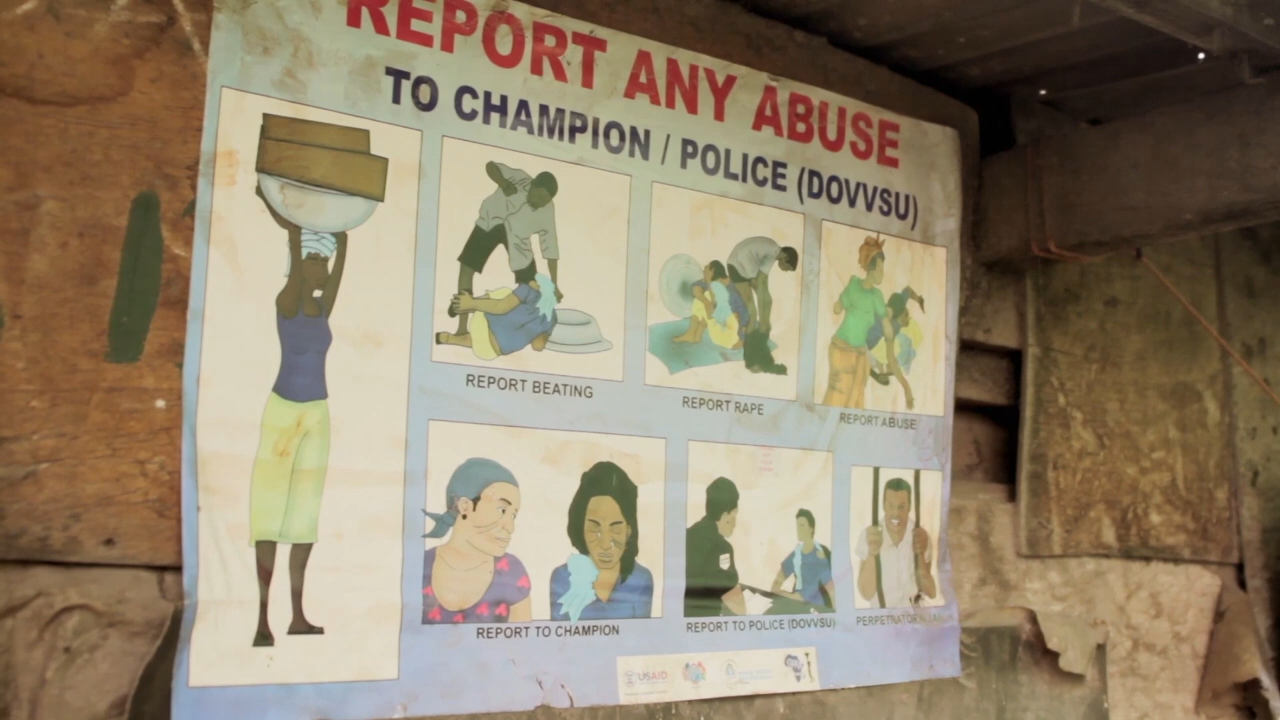 REPORT ANY ABUSE
TO CHAMPION / POLICE (DOVVSU)
REPORT BEATING
REPORT RAPE
REPORT ABUSE
REPORT TO CHAMPION
REPORT TO POLICE (DOVVSU)
PERPETRATOR
USAID